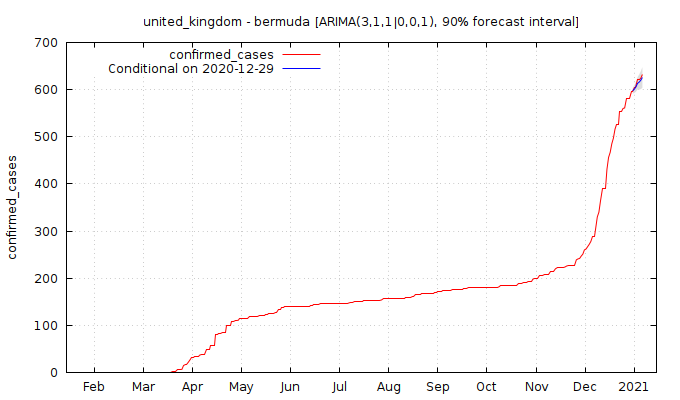 united_kingdom - bermuda [ARIMA(3,1,1|0,0,1), 90% forecast interval]
confirmed_cases
Conditional on 2020-12-29
confirmed_cases
700
600
500
400
300
200
100
0
Feb Mar Apr May Jun Jul Aug Sep Oct Nov Dec 2021